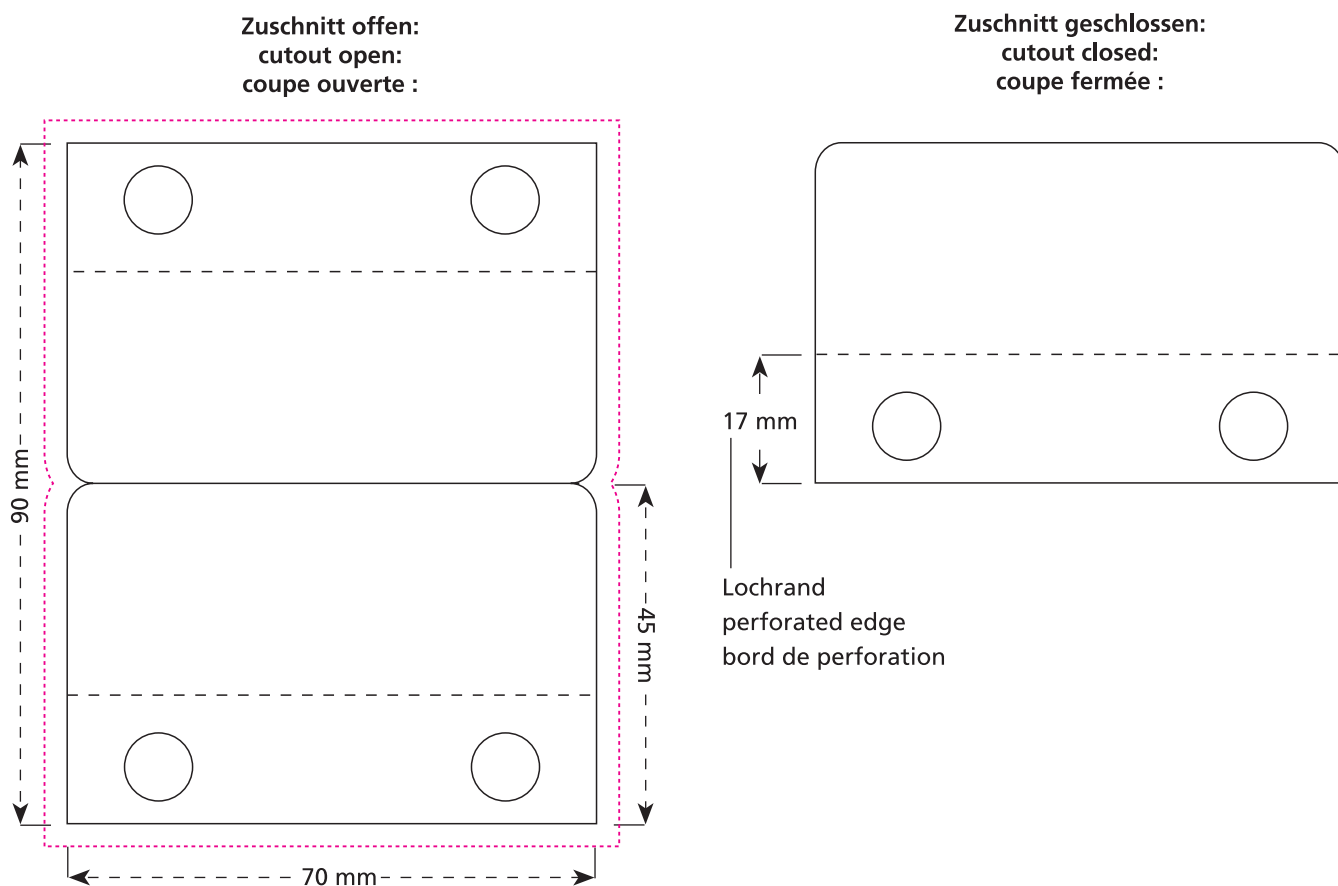 Zuschnitt offen:
cutout open:
coupe ouverte :
Zuschnitt geschlossen:
cutout closed:
coupe fermée :
90 mm
45 mm
70 mm
17 mm
Lochrand
perforated edge
bord de perforation